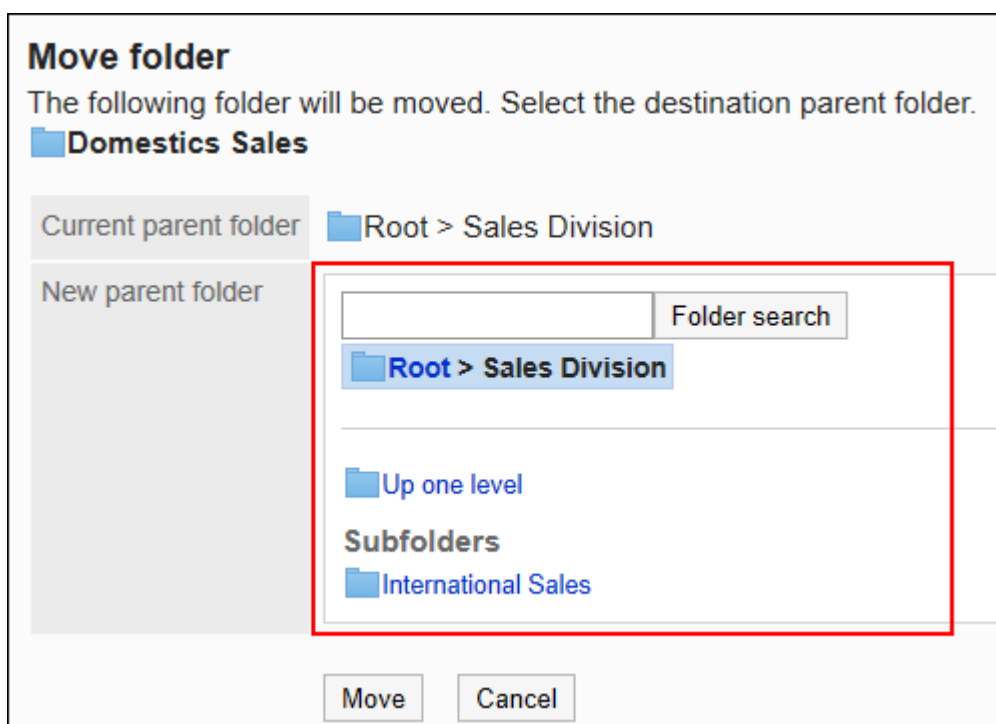 Move folder
The following folder will be moved. Select the destination parent folder.
Domestics Sales
Current parent folder
Root > Sales Division
New parent folder
Folder search
Root > Sales Division
Up one level
Subfolders
International Sales
Move
Cancel